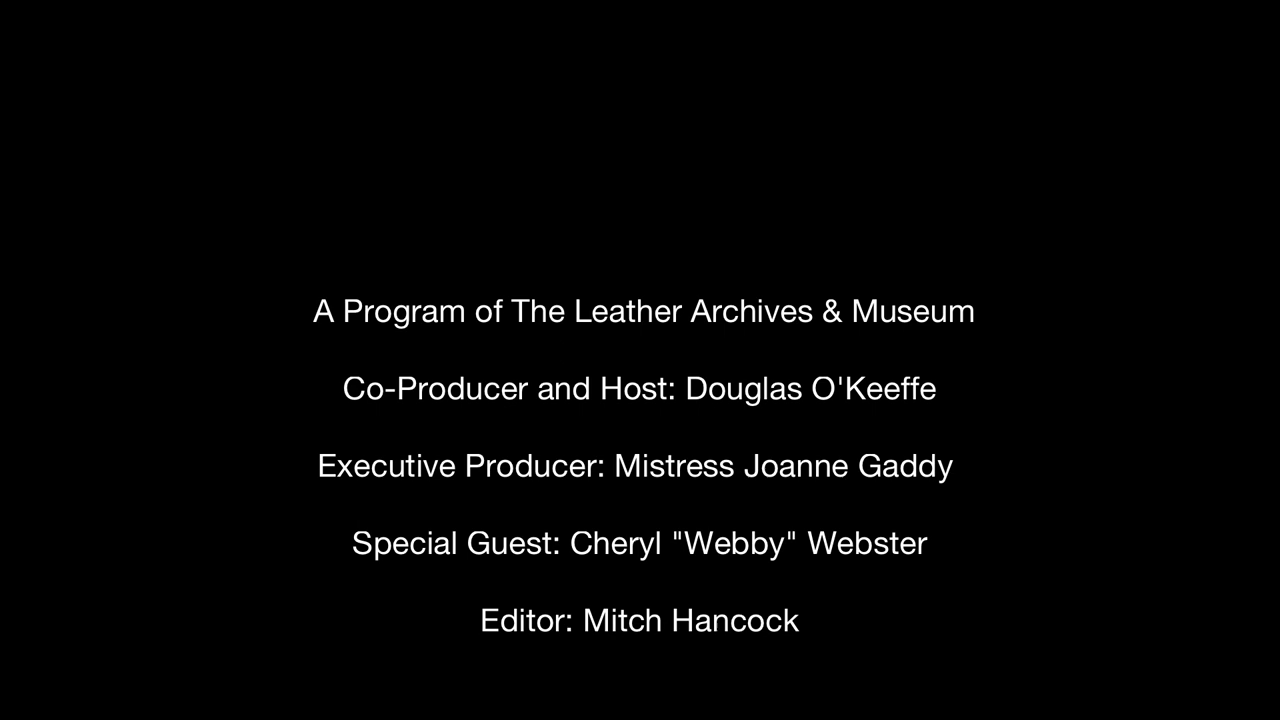 A Program of The Leather Archives & Museum
Co-Producer and Host: Douglas O'Keeffe
Executive Producer: Mistress Joanne Gaddy
Special Guest: Cheryl "Webby" Webster
Editor: Mitch Hancock